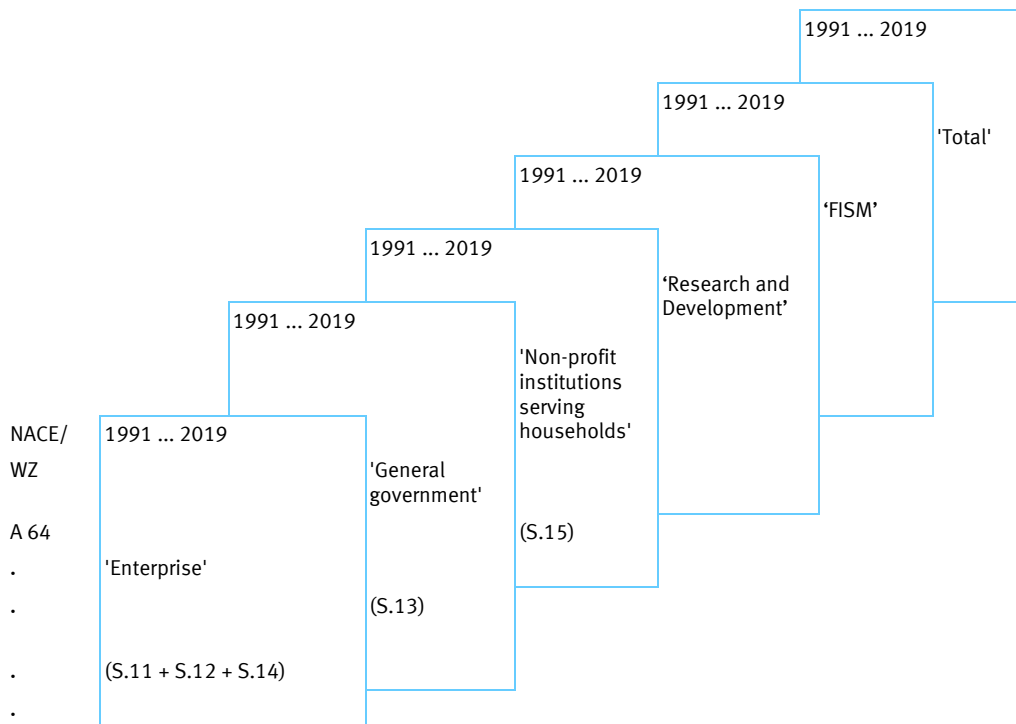 1991 ... 2019
'Total'
1991 ... 2019
‘FISM’
1991 ... 2019
‘Research and
Development’
1991 ... 2019
'Non-profit
institutions
serving
households'
(S.15)
1991 ... 2019
'General
government'
(S.13)
NACE/
WZ
A 64
.
.
.
.
1991 ... 2019
'Enterprise'
(S.11 + S.12 + S.14)